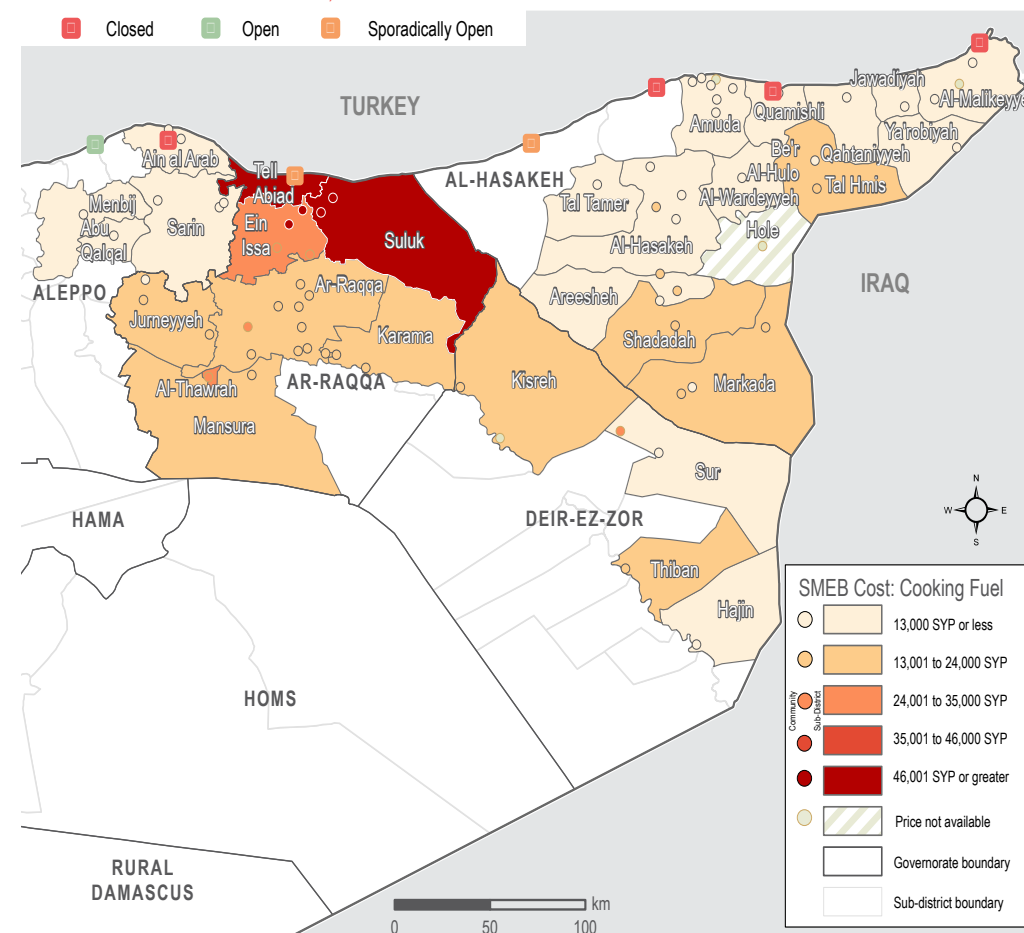 Closed
Open
Sporadically Open
TURKEY
Jawadiyah
Al-Malikeyyeh
Quamishli
Amuda
Ya'robiyah
Ain al Arab
Be'r
Al-Hulo
Al-Wardeyyeh
Qahtaniyyeh
Tal Hmis
Tell
Abiad
AL-HASAKEH
Menbij
Abu
Qalqal
Sarin
Ein
Issa
Suluk
Tal Tamer
Al-Hasakeh
Hole
IRAQ
ALEPPO
Ar-Raqqa
Areesheh
Jurneyyeh
Karama
Shadadah
Al-Thawrah
AR-RAQQA
Kisreh
Markada
Mansura
Sur
HAMA
DEIR-EZ-ZOR
N
W
E
S
Thiban
Hajin
HOMS
RURAL
DAMASCUS
SMEB Cost: Cooking Fuel
13,000 SYP or less
13,001 to 24,000 SYP
24,001 to 35,000 SYP
35,001 to 46,000 SYP
46,001 SYP or greater
Price not available
Governorate boundary
Sub-district boundary
Community
Sub-District
km
0
50
100